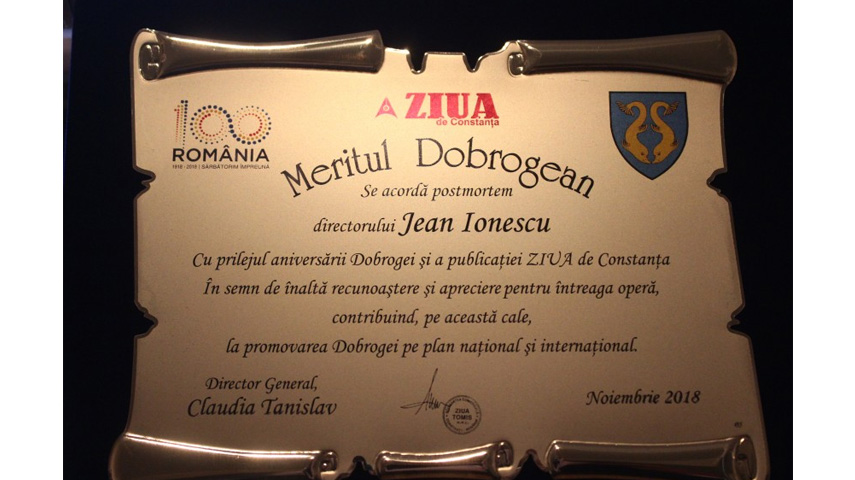 100
ROMÂNIA
1918 - 2018 | SĂRBĂTORIM ÎMPREUNĂ
ZIUA
de Constanța
Meritul Dobrogean
Se acordă postmortem
directorului Jean Ionescu
Cu prilejul aniversării Dobrogei și a publicației ZIUA de Constanța
În semn de înaltă recunoaștere și apreciere pentru întreaga operă,
contribuind, pe această cale,
la promovarea Dobrogei pe plan național și internațional.
Director General,
Claudia Tanislav
ZIUA
TOMIS
Noiembrie 2018